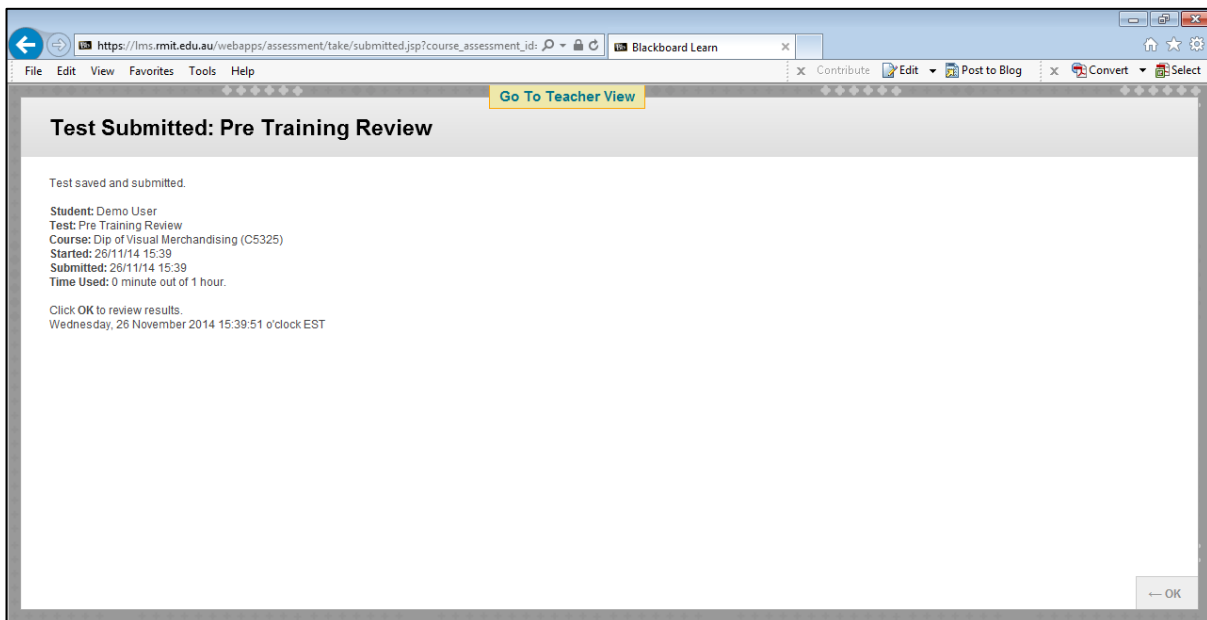 https://lms.rmit.edu.au/webapps/assessment/take/submitted.jsp?course_assessment_id:
Blackboard Learn
File Edit View Favorites Tools Help
x Contribute Edit Post to Blog x Convert Select
Go To Teacher View
Test Submitted: Pre Training Review
Test saved and submitted.
Student: Demo User
Test: Pre Training Review
Course: Dip of Visual Merchandising (C5325)
Started: 26/11/14 15:39
Submitted: 26/11/14 15:39
Time Used: 0 minute out of 1 hour.
Click OK to review results.
Wednesday, 26 November 2014 15:39:51 o'clock EST
← OK